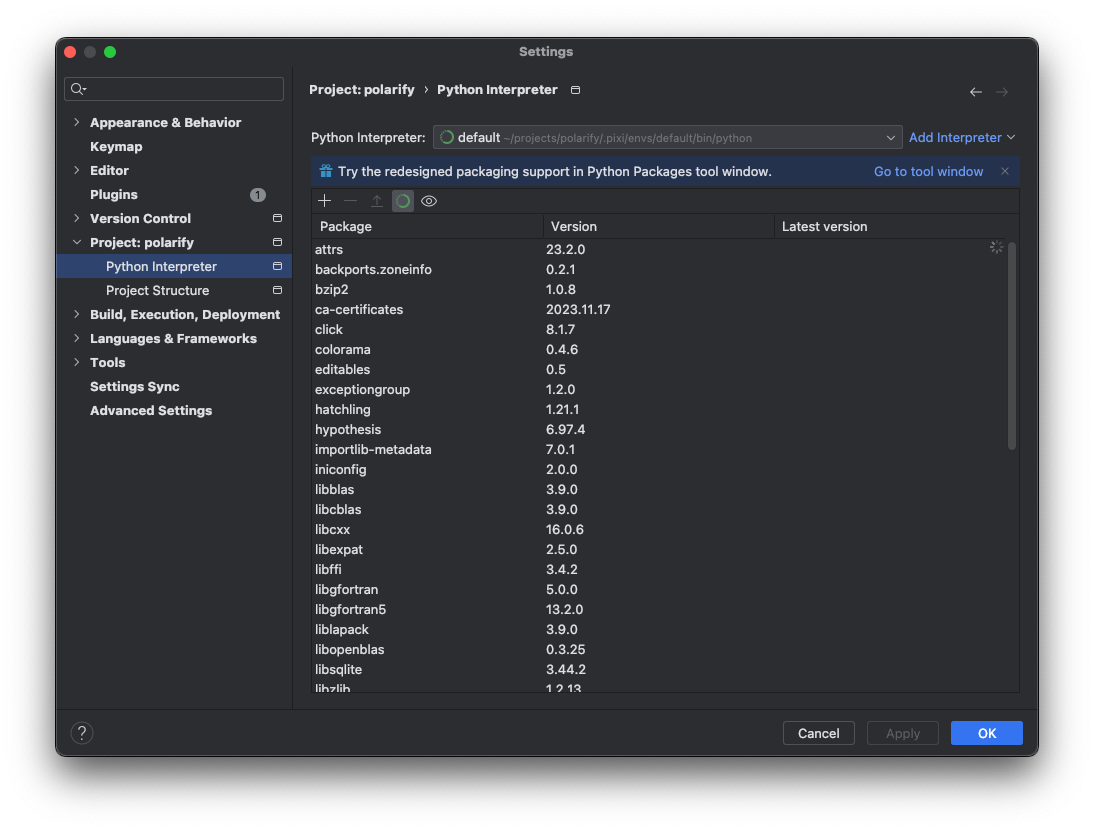 Settings
Project: polarify › Python Interpreter
Python Interpreter: default ~/projects/polarify/.pixi/envs/default/bin/python Add Interpreter
Try the redesigned packaging support in Python Packages tool window. Go to tool window
Appearance & Behavior
Keymap
Editor
Plugins 1
Version Control
Project: polarify
Python Interpreter
Project Structure
Build, Execution, Deployment
Languages & Frameworks
Tools
Settings Sync
Advanced Settings
Package Version Latest version
attrs 23.2.0
backports.zoneinfo 0.2.1
bzip2 1.0.8
ca-certificates 2023.11.17
click 8.1.7
colorama 0.4.6
editables 0.5
exceptiongroup 1.2.0
hatchling 1.21.1
hypothesis 6.97.4
importlib-metadata 7.0.1
iniconfig 2.0.0
libblas 3.9.0
libcblas 3.9.0
libcxx 16.0.6
libexpat 2.5.0
libffi 3.4.2
libgfortran 5.0.0
libgfortran5 13.2.0
liblapack 3.9.0
libopenblas 0.3.25
libsqlite 3.44.2
libzlib 1.2.13
? Cancel Apply OK